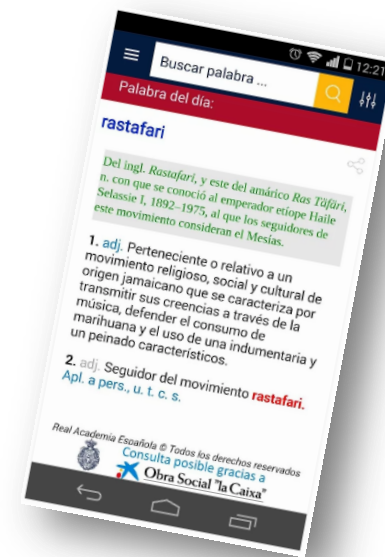 12:21
Buscar palabra ...
Palabra del día:
rastafari
Del ingl. Rastafari, y este del amárico Ras Täfäri,
n. con que se conoció al emperador etiope Haile
Selassie I, 1892–1975, al que los seguidores de
este movimiento consideran el Mesías.
1. adj. Perteneciente o relativo a un
movimiento religioso, social y cultural de
origen jamaicano que se caracteriza por
transmitir sus creencias a través de la
música, defender el consumo de
marihuana y el uso de una indumentaria y
un peinado característicos.
2. adj. Seguidor del movimiento rastafari.
Apl. a pers., u. t. c. s.
Real Academia Española © Todos los derechos reservados
Consulta posible gracias a
Obra Social "la Caixa"